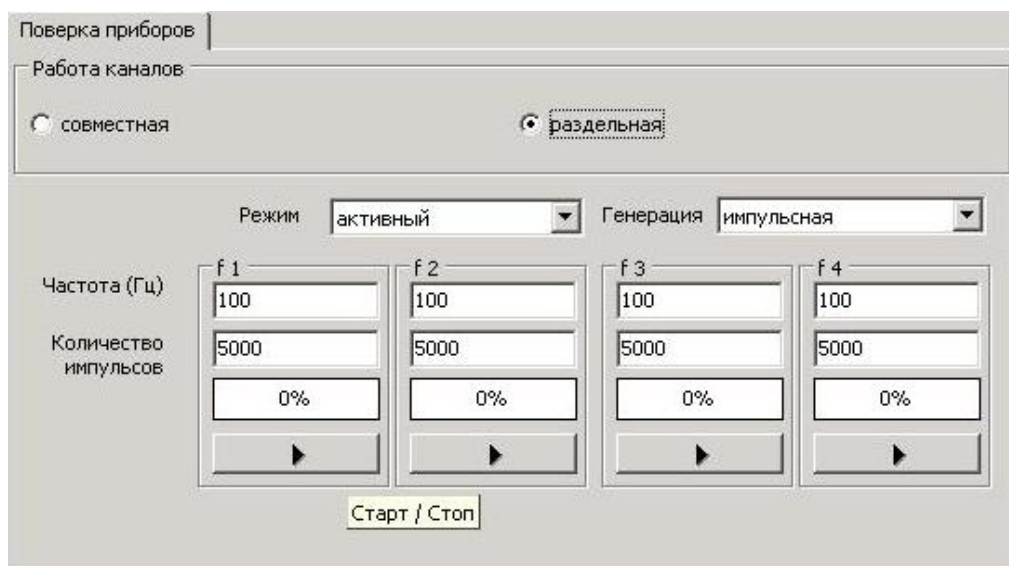 Поверка приборов
Работа каналов
совместная
раздельная
Режим
активный
Генерация
импульсная
f 1
f 2
f 3
f 4
Частота (Гц)
100
100
100
100
Количество
импульсов
5000
5000
5000
5000
0%
0%
0%
0%
Старт / Стоп